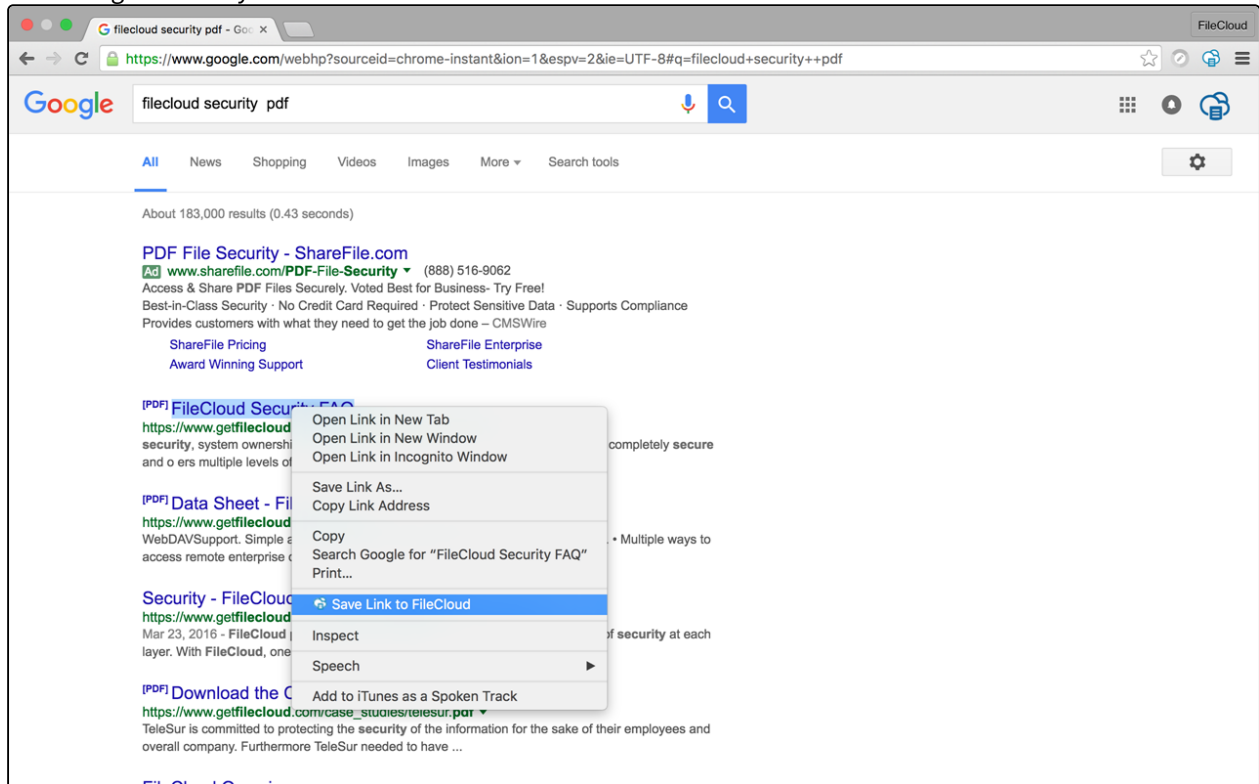 G filecloud security pdf - Goo ×
FileCloud
https://www.google.com/webhp?sourceid=chrome-instant&ion=1&espv=2&ie=UTF-8#q=filecloud+security++pdf
Google
filecloud security pdf
All News Shopping Videos Images More Search tools
About 183,000 results (0.43 seconds)
PDF File Security - ShareFile.com
Ad www.sharefile.com/PDF-File-Security (888) 516-9062
Access & Share PDF Files Securely. Voted Best for Business- Try Free!
Best-in-Class Security · No Credit Card Required · Protect Sensitive Data · Supports Compliance
Provides customers with what they need to get the job done – CMSWire
ShareFile Pricing ShareFile Enterprise
Award Winning Support Client Testimonials
[PDF] FileCloud Security FAQ
https://www.getfilecloud
security, system ownershi completely secure
and o ers multiple levels of
[PDF] Data Sheet - Fil
https://www.getfilecloud
WebDAVSupport. Simple a . • Multiple ways to
access remote enterprise
Security - FileCloud
https://www.getfilecloud
Mar 23, 2016 - FileCloud of security at each
layer. With FileCloud, one
[PDF] Download the
https://www.getfilecloud.com/case_studies/telesur.pdf
TeleSur is committed to protecting the security of the information for the sake of their employees and
overall company. Furthermore TeleSur needed to have ...
Open Link in New Tab
Open Link in New Window
Open Link in Incognito Window
Save Link As...
Copy Link Address
Copy
Search Google for “FileCloud Security FAQ”
Print...
Save Link to FileCloud
Inspect
Speech
Add to iTunes as a Spoken Track